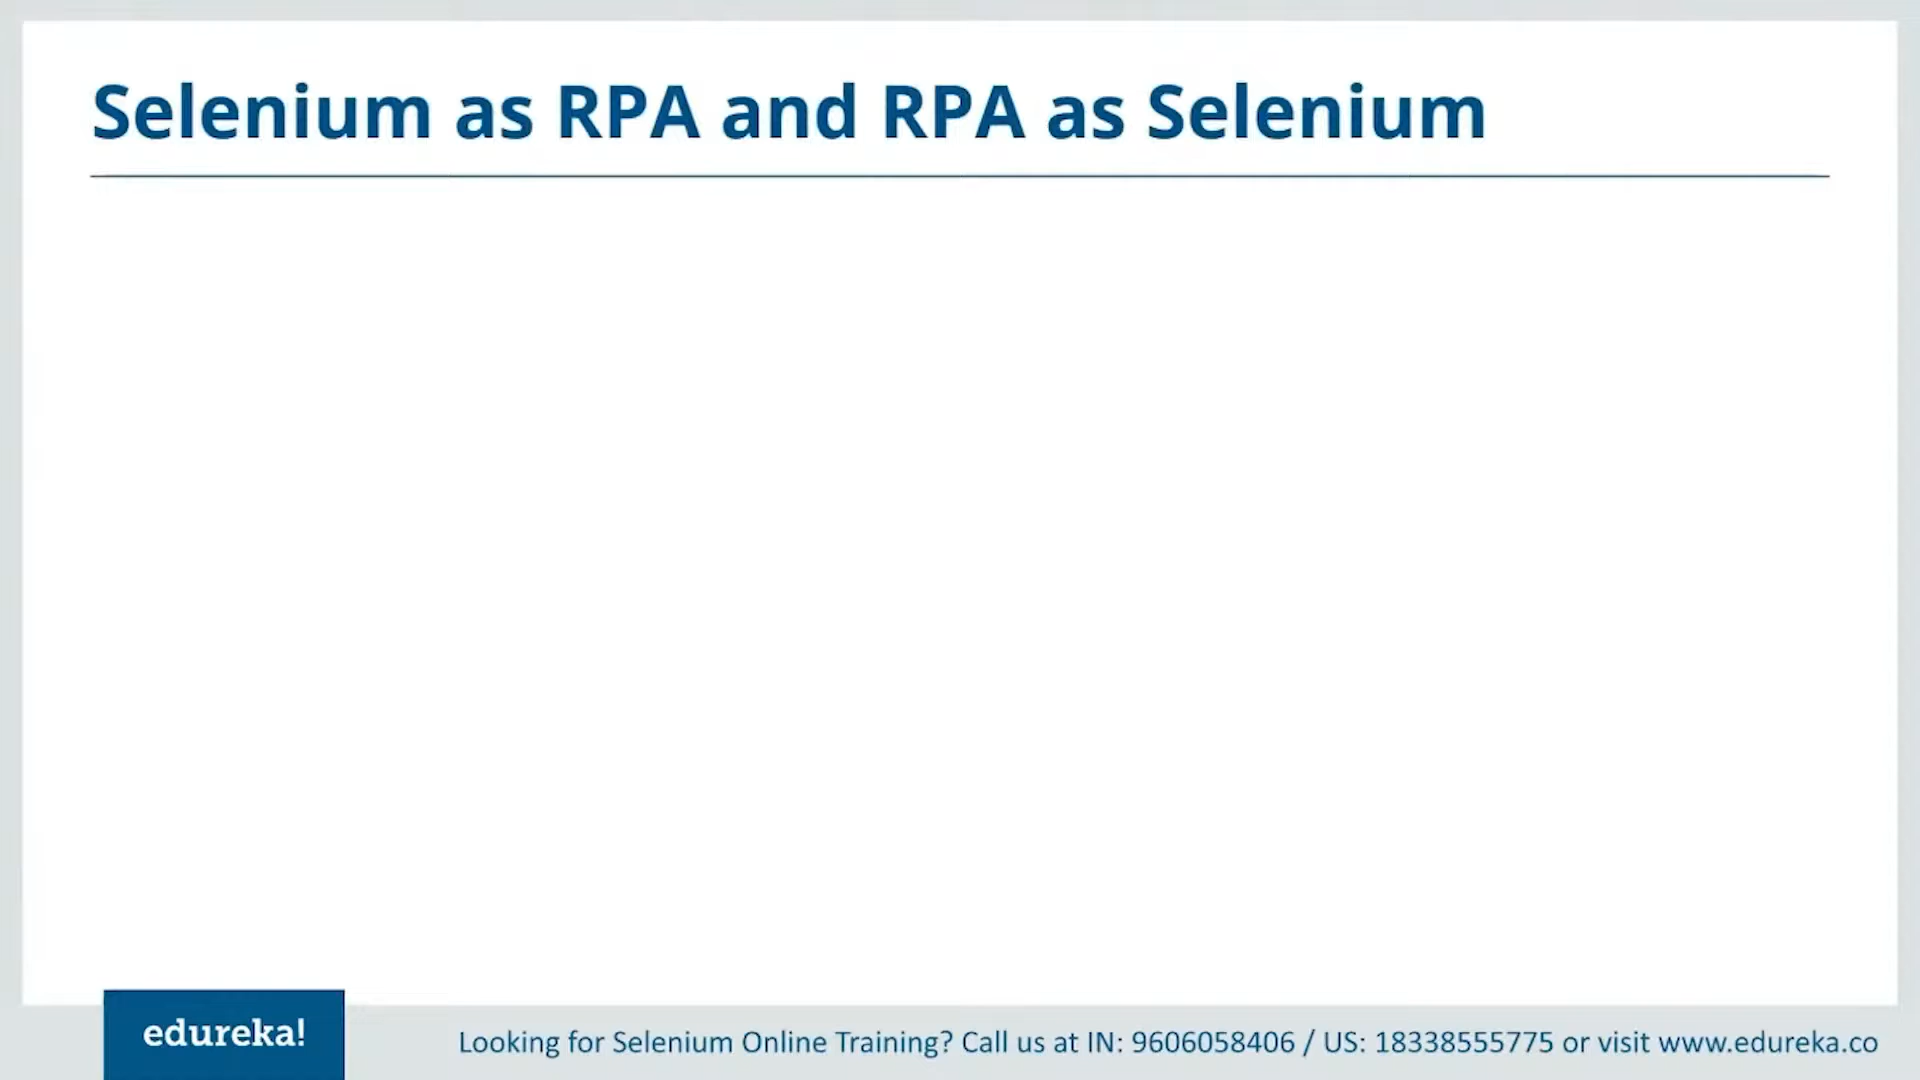 Selenium as RPA and RPA as Selenium
edureka!
Looking for Selenium Online Training? Call us at IN: 9606058406 / US: 18338555775 or visit www.edureka.co